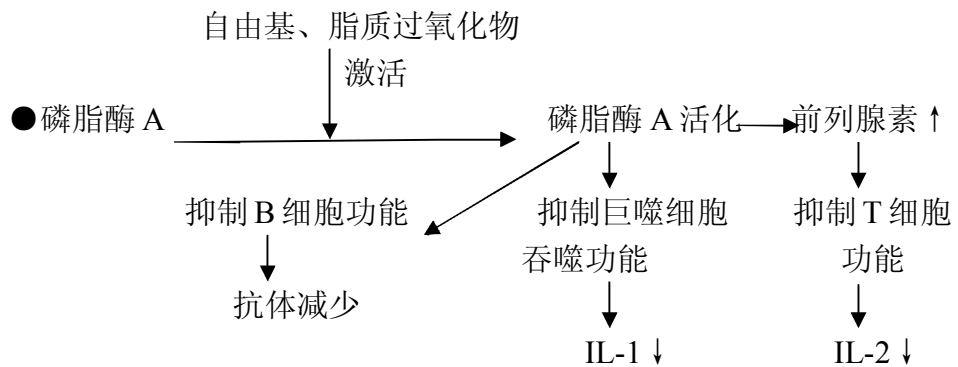 自由基、脂质过氧化物
激活
●磷脂酶 A
磷脂酶 A 活化
前列腺素↑
抑制 B 细胞功能
抑制巨噬细胞
吞噬功能
抑制 T 细胞
功能
抗体减少
IL-1↓
IL-2↓